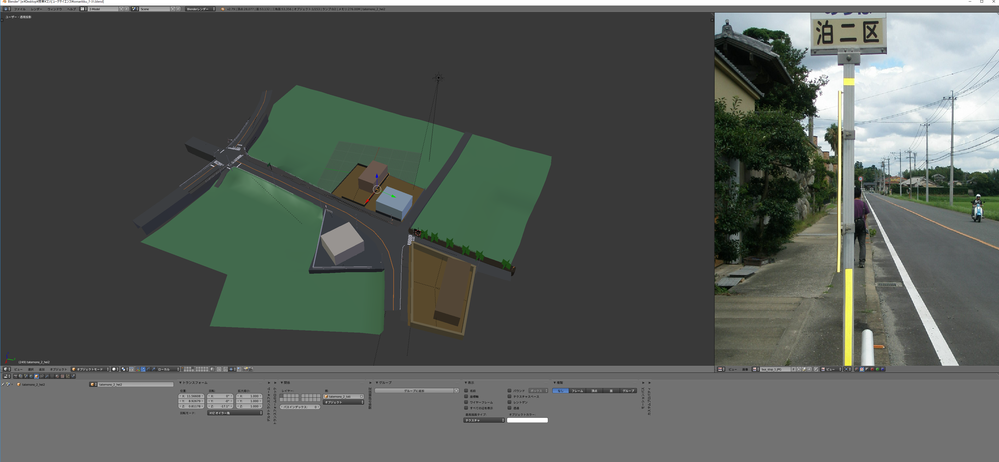 Blender* [e:¥Desktop¥授業¥コンピュータサイエンス¥tomaritiku_7-31.blend]
ファイル レンダー ウィンドウ ヘルプ 2-Model Scene Blenderレンダー v2.79 | 頂点:28,077 | 面:53,132 | 三角面:53,356 | オブジェクト:1/153 | ランプ:0/2 | メモリ:276.00M | tatemono_2_hei2
ユーザー・透視投影
泊二区
(249) tatemono_2_hei2
ビュー 選択 追加 オブジェクト オブジェクトモード ローカル
ビュー 画像 bus_stop_1.JPG F ビュー
tatemono_2_hei2
tatemono_2_hei2
トランスフォーム
位置: 回転: 拡大縮小:
X: 11.56608 X: 0° X: 1.000
Y: 8.92679 Y: -0° Y: 1.000
Z: 0.81178 Z: -17.1° Z: 1.000
回転モード: XYZ オイラー角
デルタトランスフォーム
トランスフォームのロック
関係
レイヤー: 親:
tatemono_2_toti
オブジェクト
パスインデックス: 0
関係の詳細設定
グループ
グループに追加
表示
名前 バウンド ボックス
座標軸 テクスチャスペース
ワイヤーフレーム レントゲン
すべての辺を表示 透過
最高描画タイプ: オブジェクトカラー:
テクスチャ
複製
なし フレーム 頂点 面 グループ
モーションパス
カスタムプロパティ